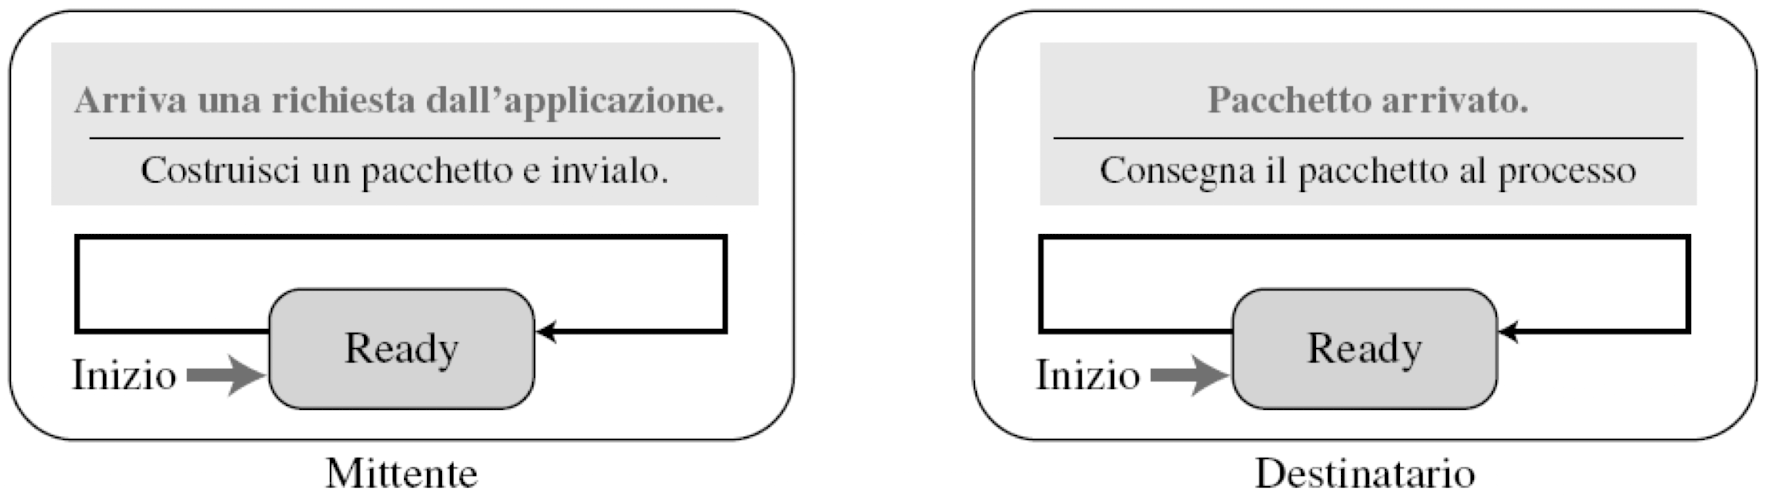 Arriva una richiesta dall'applicazione.
Costruisci un pacchetto e invialo.
Ready
Inizio
Mittente
Pacchetto arrivato.
Consegna il pacchetto al processo
Ready
Inizio
Destinatario